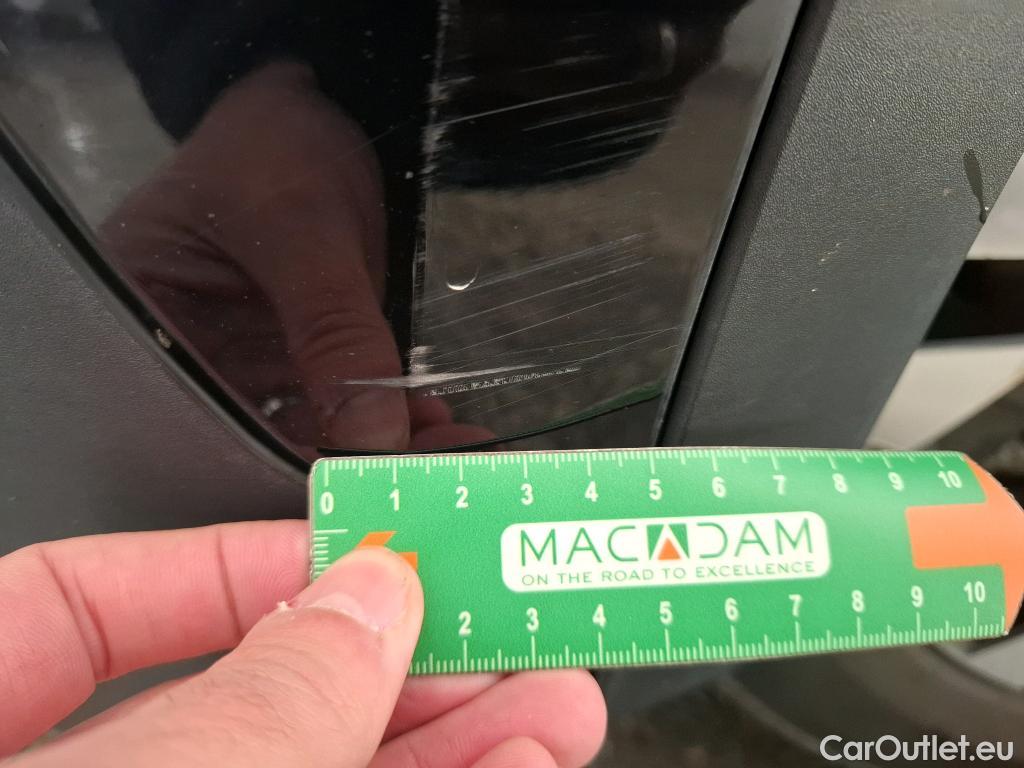 0 1 2 3 4 5 6 7 8 9 10
MACADAM
ON THE ROAD TO EXCELLENCE
2 3 4 5 6 7 8 9 10
CarOutlet.eu